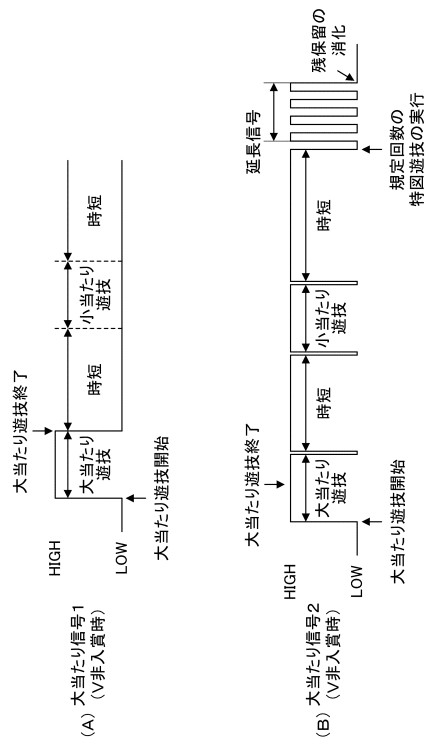 (A) 大当たり信号1
(V非入賞時)
HIGH
LOW
大当たり遊技終了
大当たり遊技開始
大当たり
遊技
時短
小当たり
遊技
時短
(B) 大当たり信号2
(V非入賞時)
HIGH
LOW
大当たり遊技終了
大当たり遊技開始
大当たり
遊技
時短
小当たり
遊技
時短
延長信号
残保留の
消化
規定回数の
特図遊技の実行